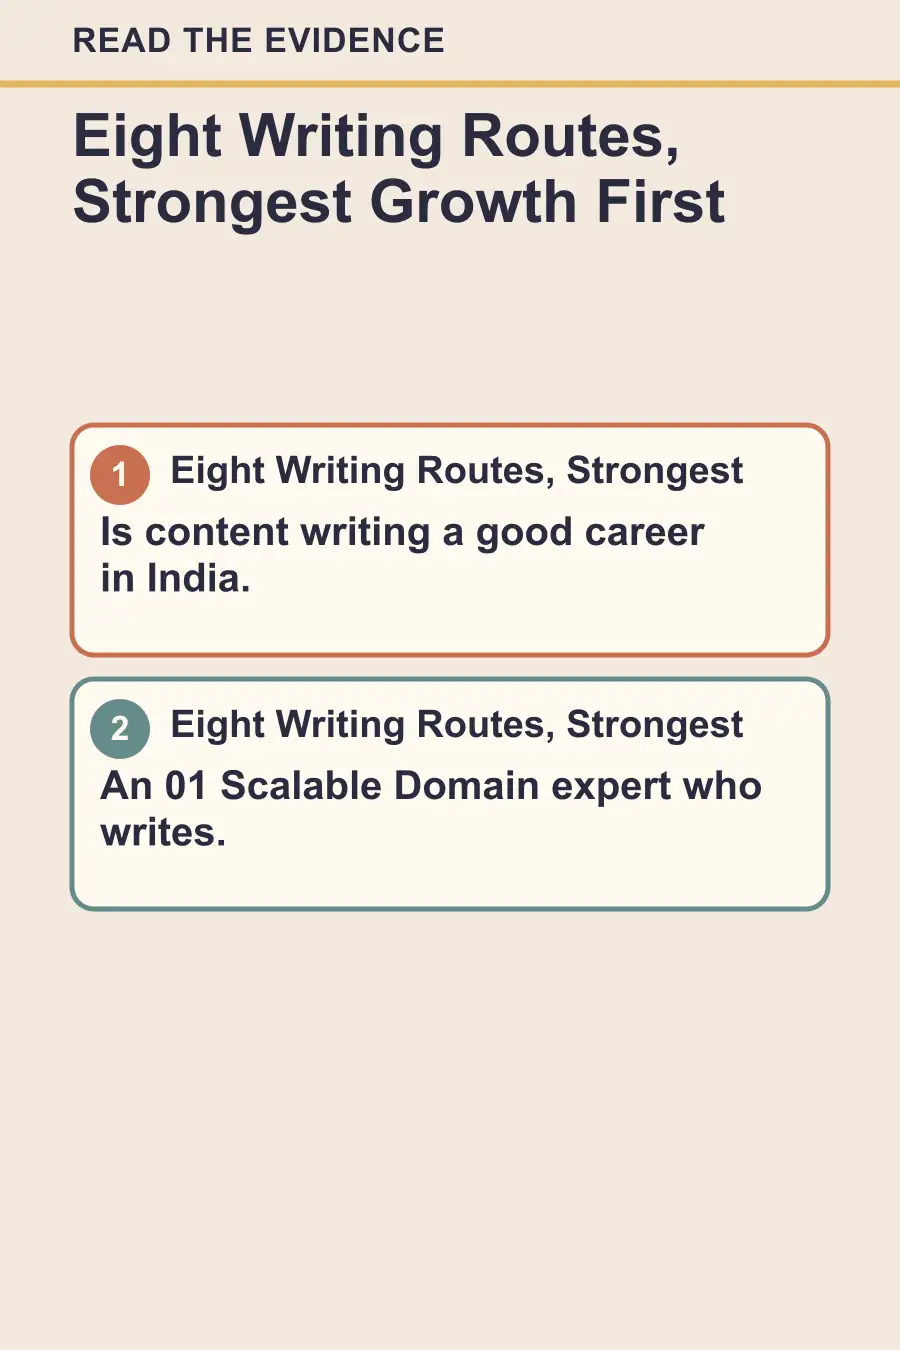 READ THE EVIDENCE
Eight Writing Routes,
Strongest Growth First
1 Eight Writing Routes, Strongest
Is content writing a good career
in India.
2 Eight Writing Routes, Strongest
An 01 Scalable Domain expert who
writes.